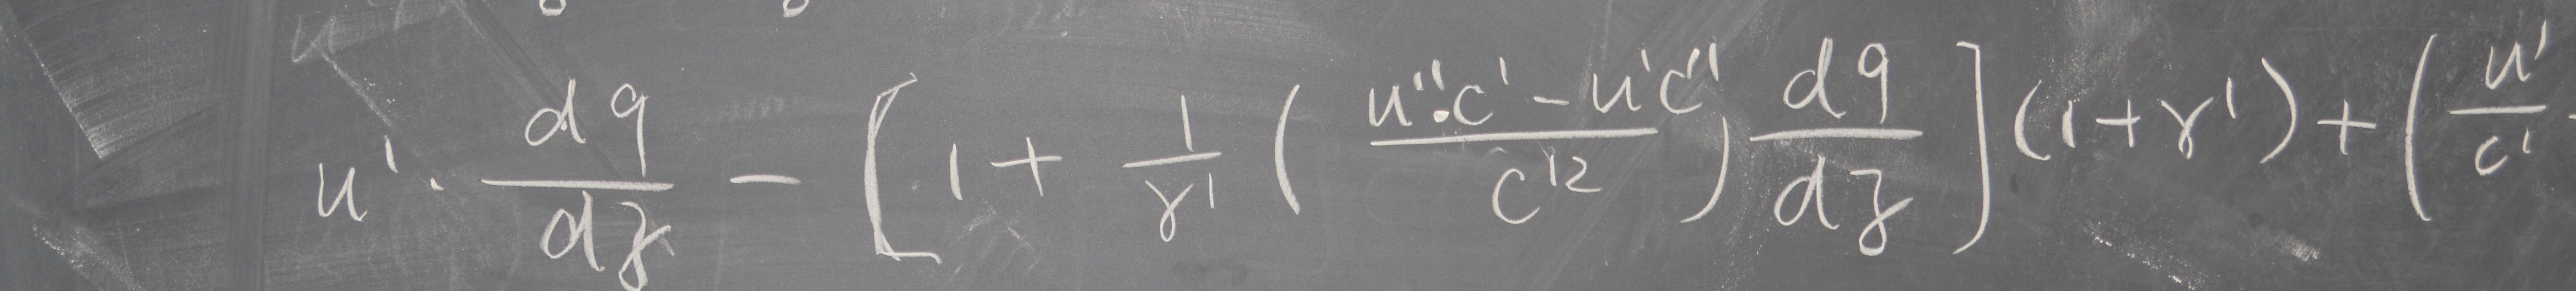 u' · dq/dz − [1 + 1/γ' (u''·c' − u'c''/c'²) dq/dz] (1+γ') + (u'/c'